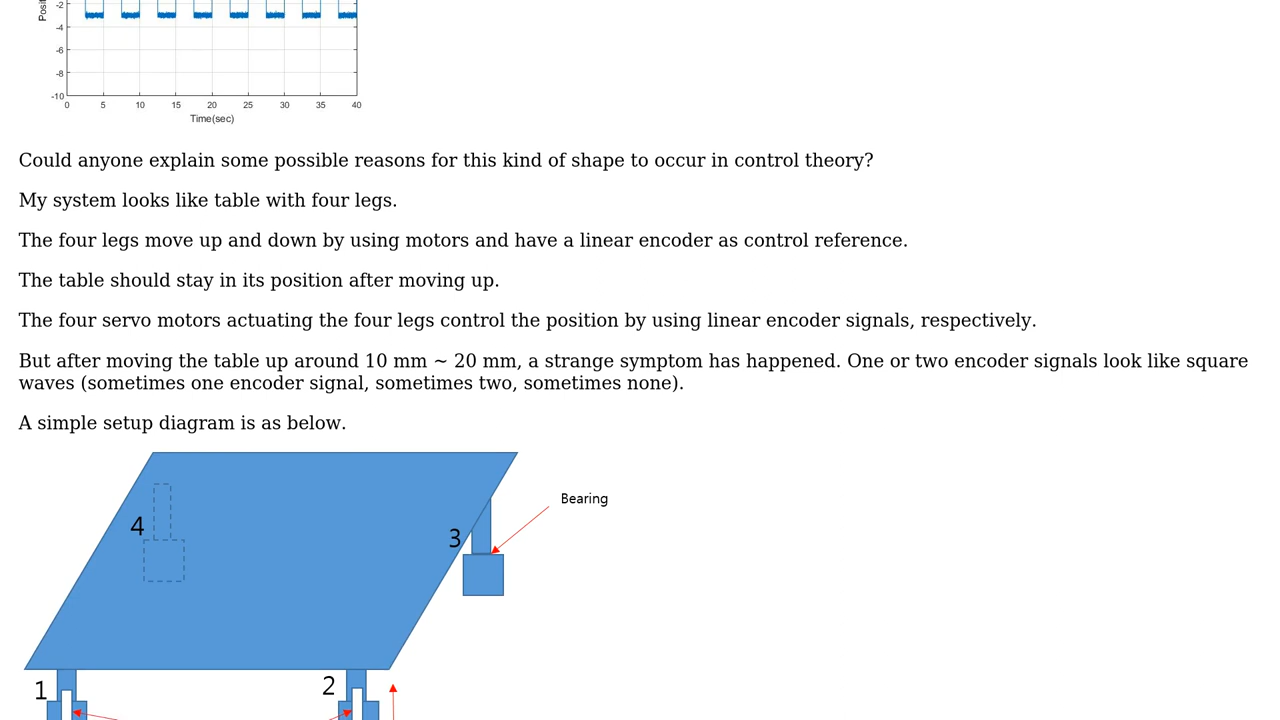 Posit
-2
-4
-6
-8
-10
0 5 10 15 20 25 30 35 40
Time(sec)
Could anyone explain some possible reasons for this kind of shape to occur in control theory?
My system looks like table with four legs.
The four legs move up and down by using motors and have a linear encoder as control reference.
The table should stay in its position after moving up.
The four servo motors actuating the four legs control the position by using linear encoder signals, respectively.
But after moving the table up around 10 mm ~ 20 mm, a strange symptom has happened. One or two encoder signals look like square
waves (sometimes one encoder signal, sometimes two, sometimes none).
A simple setup diagram is as below.
Bearing
4
3
1
2